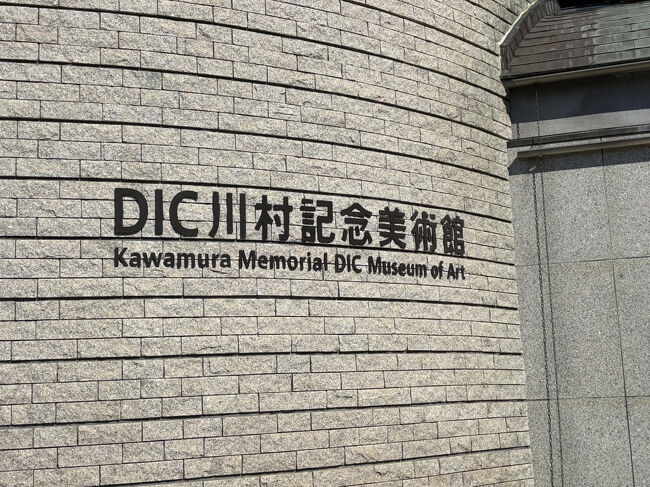 DIC川村記念美術館
Kawamura Memorial DIC Museum of Art